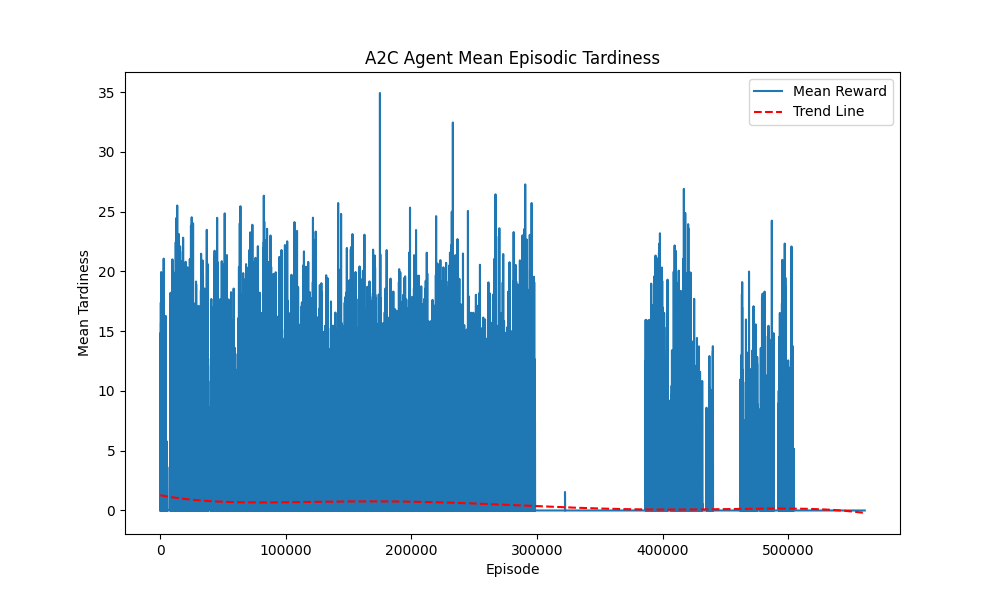 A2C Agent Mean Episodic Tardiness
Mean Reward
Trend Line
Mean Tardiness
35
30
25
20
15
10
5
0
0 100000 200000 300000 400000 500000
Episode